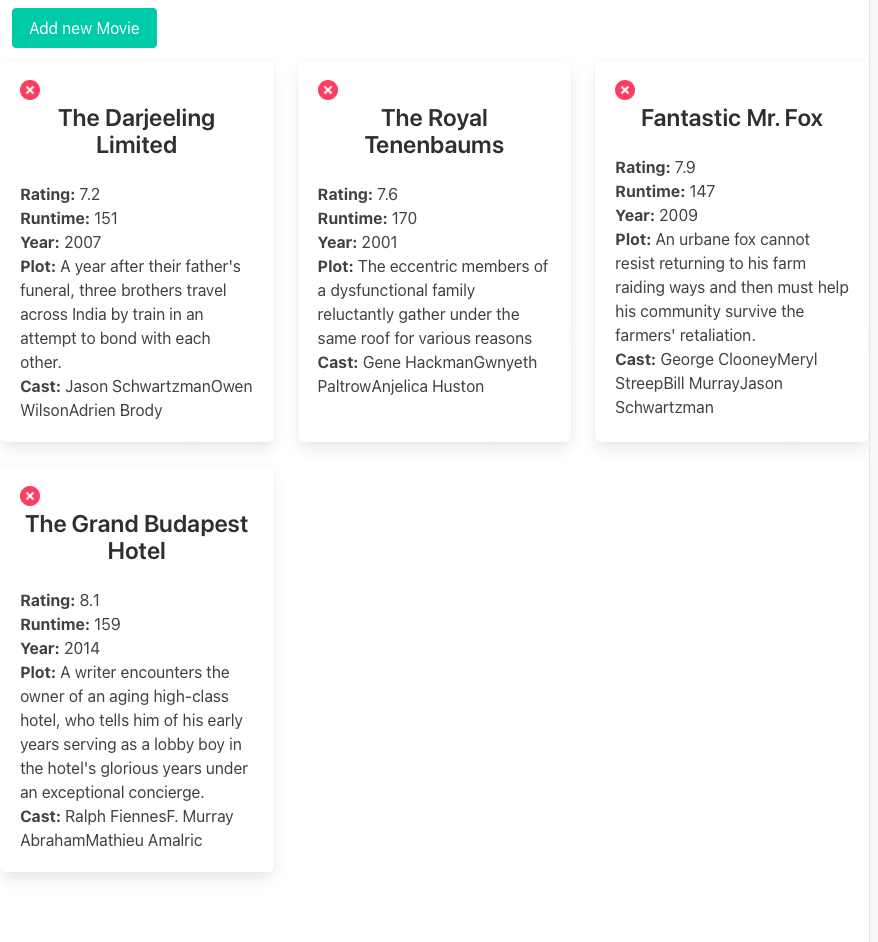 Add new Movie
The Darjeeling
Limited
Rating: 7.2
Runtime: 151
Year: 2007
Plot: A year after their father's
funeral, three brothers travel
across India by train in an
attempt to bond with each
other.
Cast: Jason SchwartzmanOwen
WilsonAdrien Brody
The Royal
Tenenbaums
Rating: 7.6
Runtime: 170
Year: 2001
Plot: The eccentric members of
a dysfunctional family
reluctantly gather under the
same roof for various reasons
Cast: Gene HackmanGwnyeth
PaltrowAnjelica Huston
Fantastic Mr. Fox
Rating: 7.9
Runtime: 147
Year: 2009
Plot: An urbane fox cannot
resist returning to his farm
raiding ways and then must help
his community survive the
farmers' retaliation.
Cast: George ClooneyMeryl
StreepBill MurrayJason
Schwartzman
The Grand Budapest
Hotel
Rating: 8.1
Runtime: 159
Year: 2014
Plot: A writer encounters the
owner of an aging high-class
hotel, who tells him of his early
years serving as a lobby boy in
the hotel's glorious years under
an exceptional concierge.
Cast: Ralph FiennesF. Murray
AbrahamMathieu Amalric